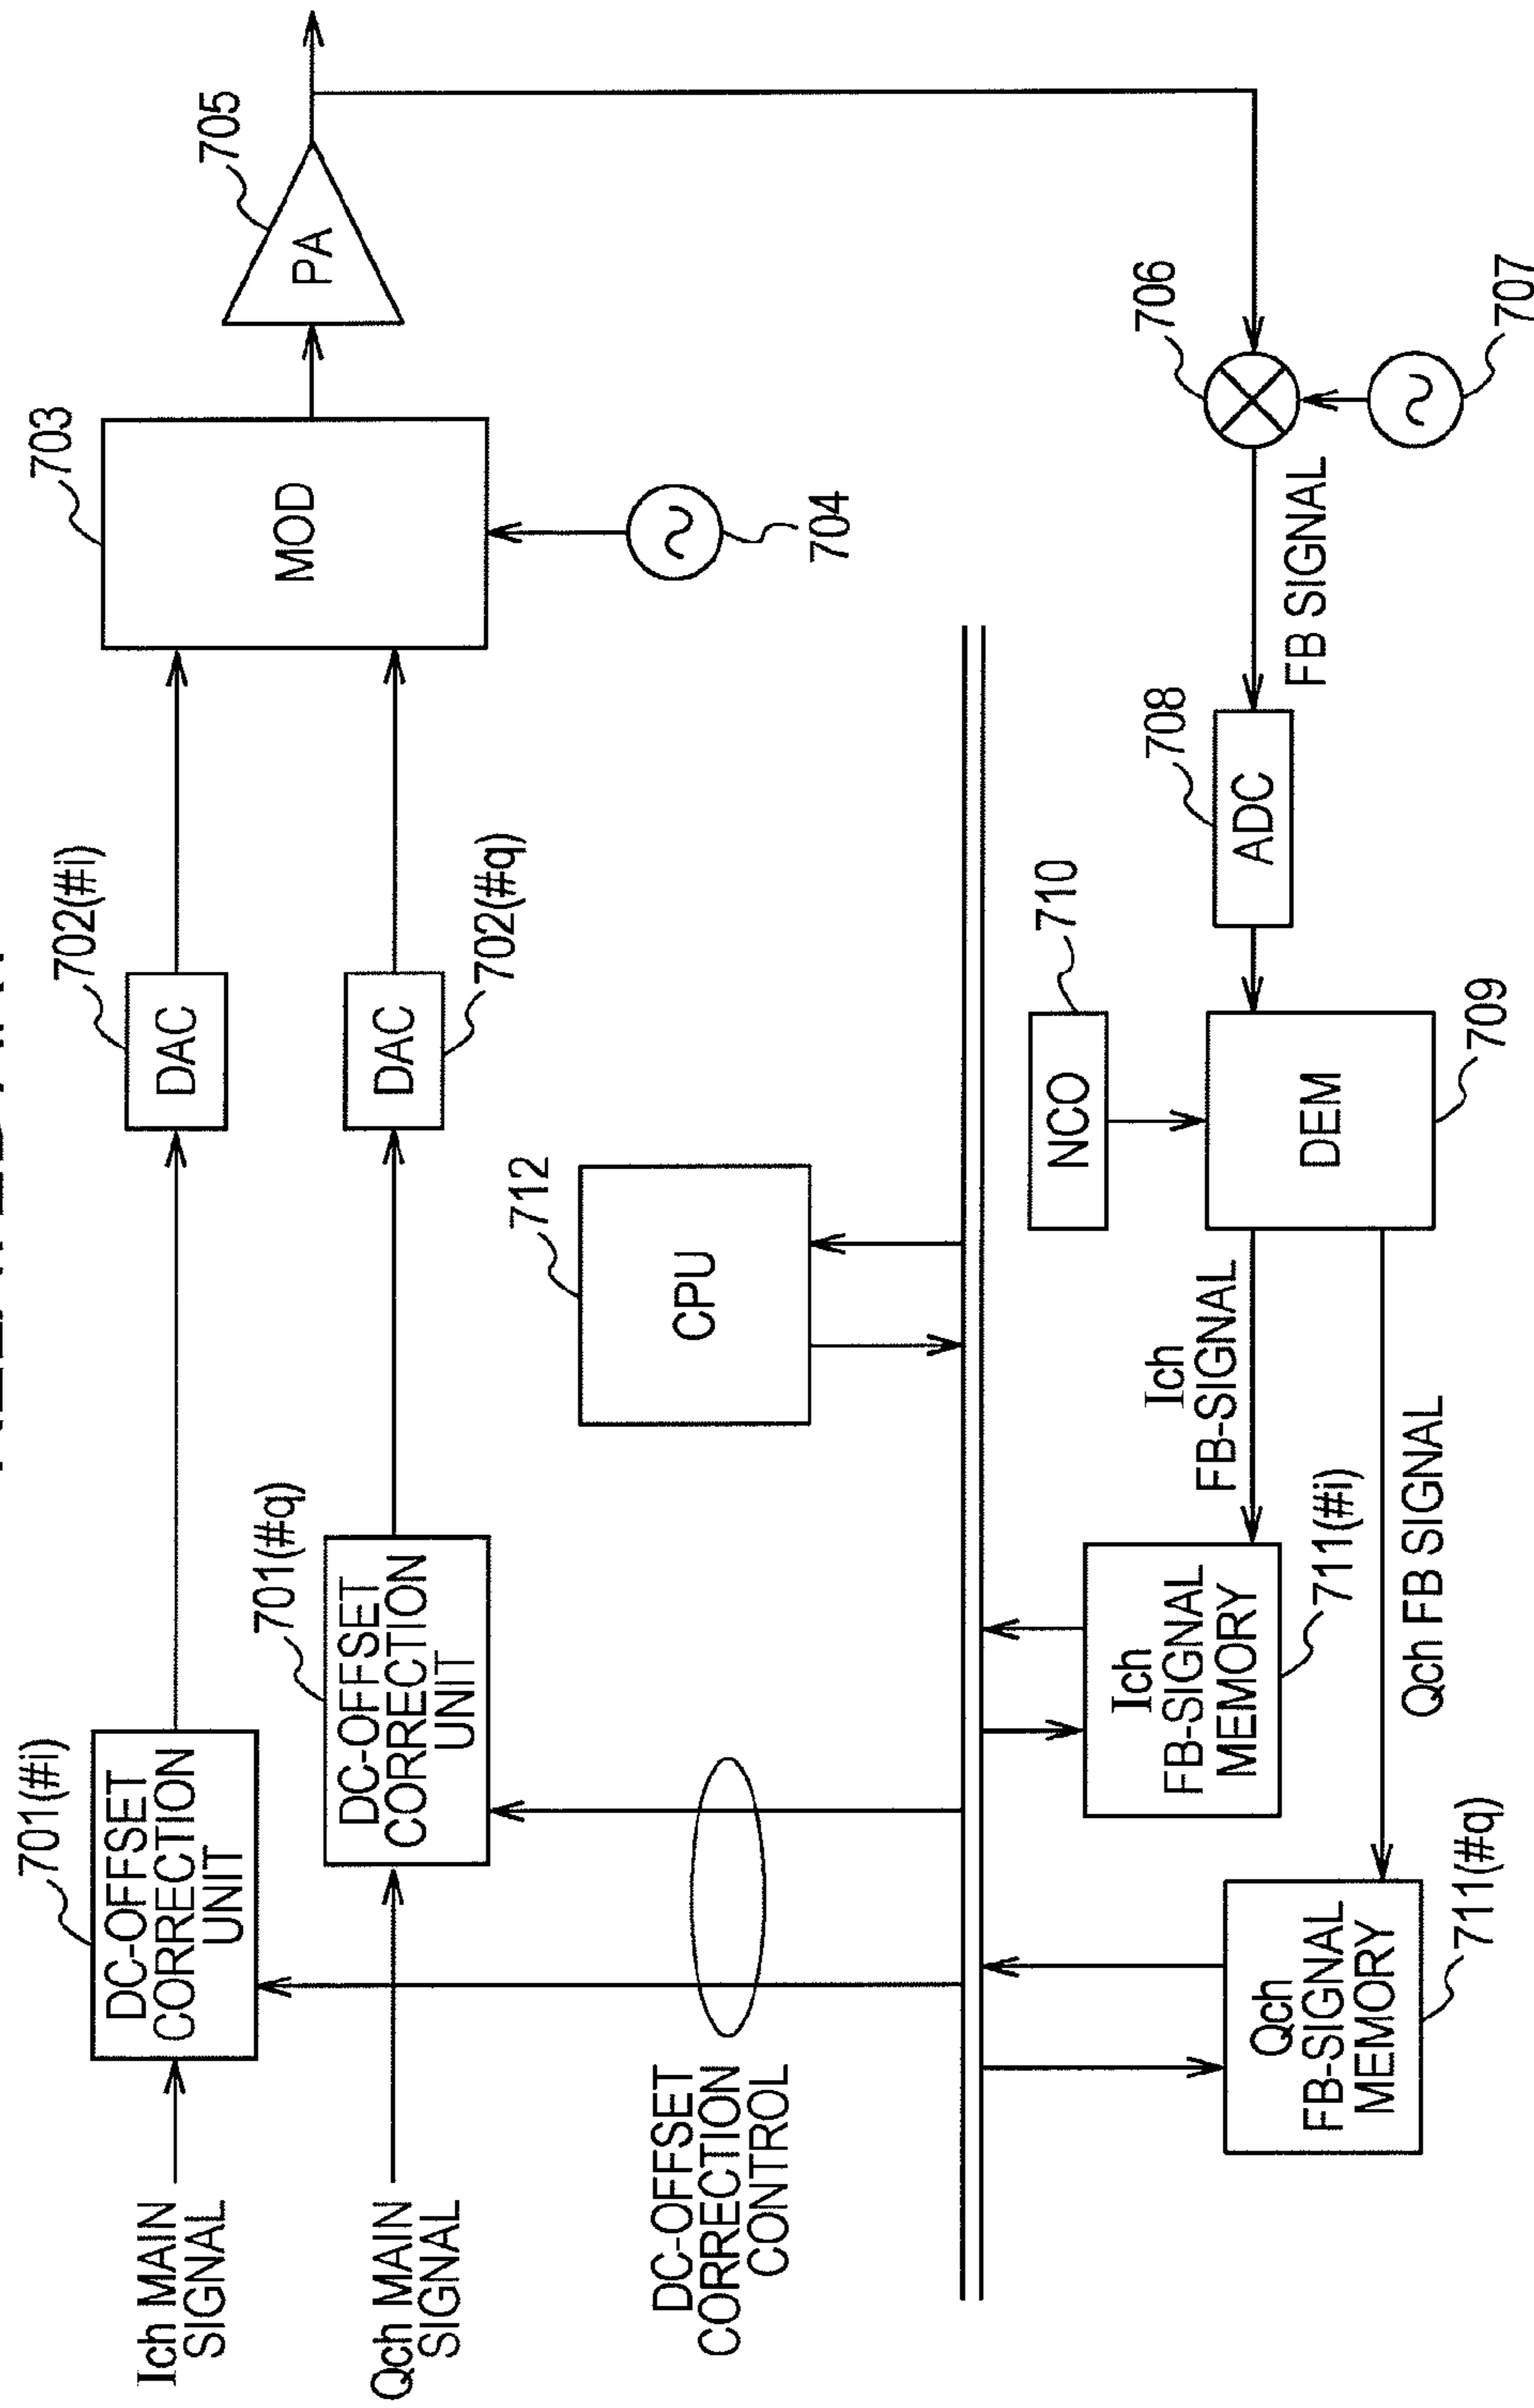 701(#i)
DC-OFFSET
CORRECTION
UNIT
Ich MAIN
SIGNAL
702(#i)
DAC
703
MOD
705
PA
701(#q)
DC-OFFSET
CORRECTION
UNIT
Qch MAIN
SIGNAL
DAC
702(#q)
704
712
CPU
DC-OFFSET
CORRECTION
CONTROL
Ich
FB-SIGNAL
MEMORY
711(#i)
Ich
FB-SIGNAL
NCO
710
708
ADC
706
FB SIGNAL
707
DEM
709
Qch
FB-SIGNAL
MEMORY
711(#q)
Qch FB SIGNAL